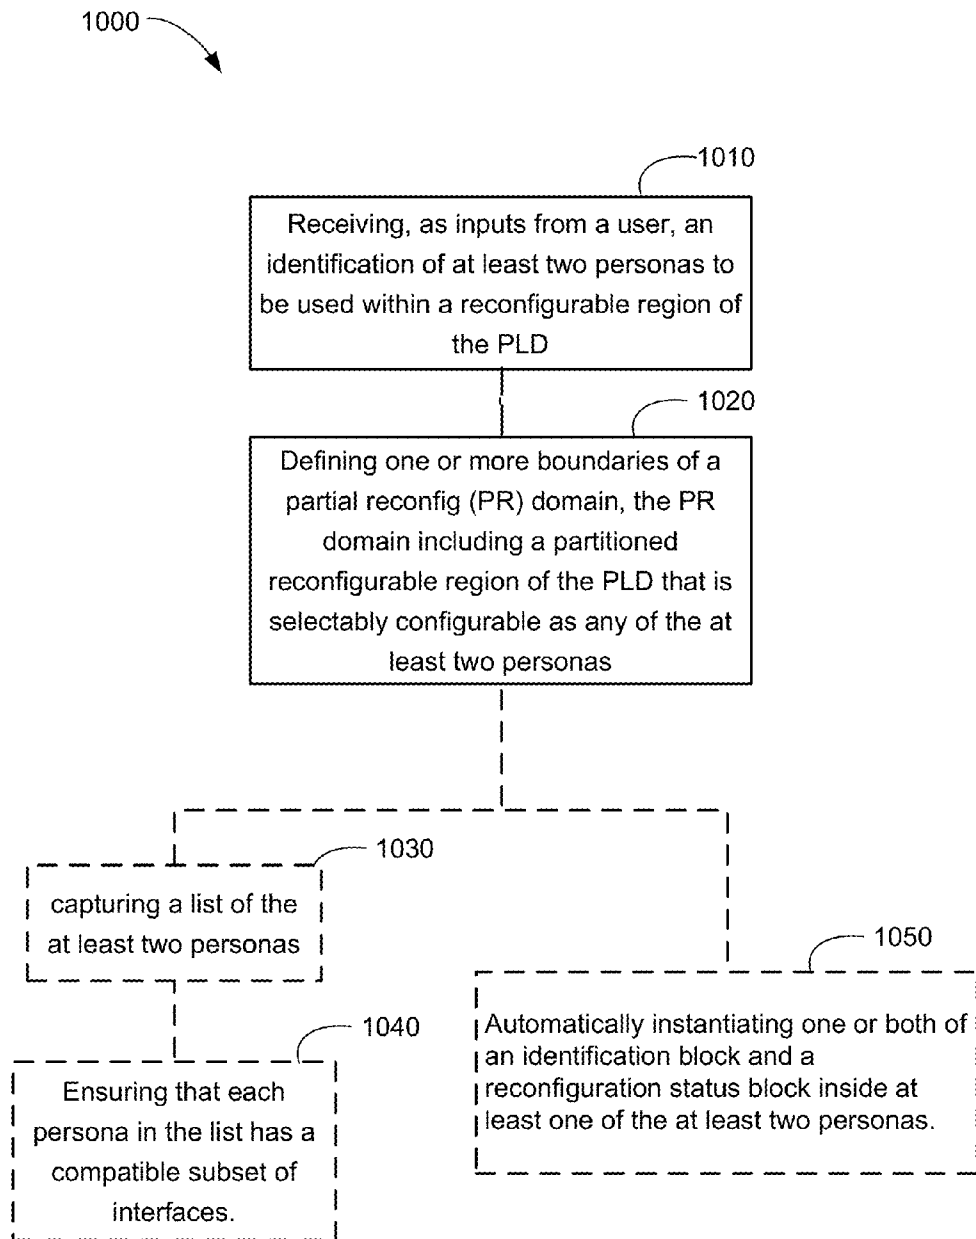 1000
1010
Receiving, as inputs from a user, an
identification of at least two personas to
be used within a reconfigurable region of
the PLD
1020
Defining one or more boundaries of a
partial reconfig (PR) domain, the PR
domain including a partitioned
reconfigurable region of the PLD that is
selectably configurable as any of the at
least two personas
1030
capturing a list of the
at least two personas
1040
Ensuring that each
persona in the list has a
compatible subset of
interfaces.
1050
Automatically instantiating one or both of
an identification block and a
reconfiguration status block inside at
least one of the at least two personas.